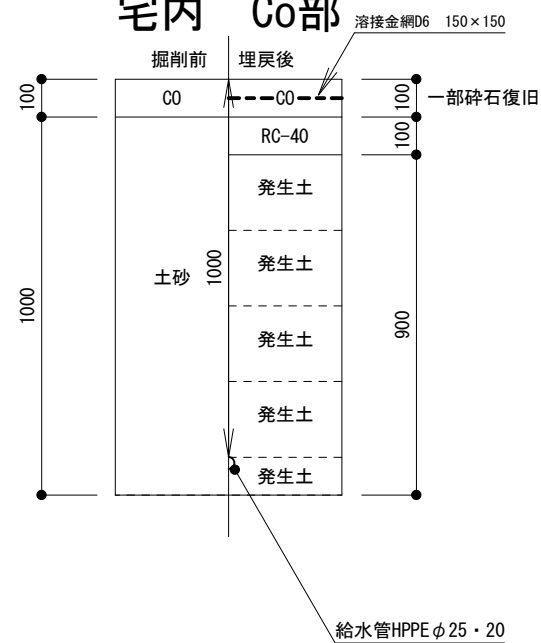 宅内 Co部
溶接金網D6 150×150
掘削前 埋戻後
100 CO CO 100 一部砕石復旧
RC-40 100
発生土
発生土
土砂 1000
1000 発生土 900
発生土
発生土
給水管HPPEφ25・20